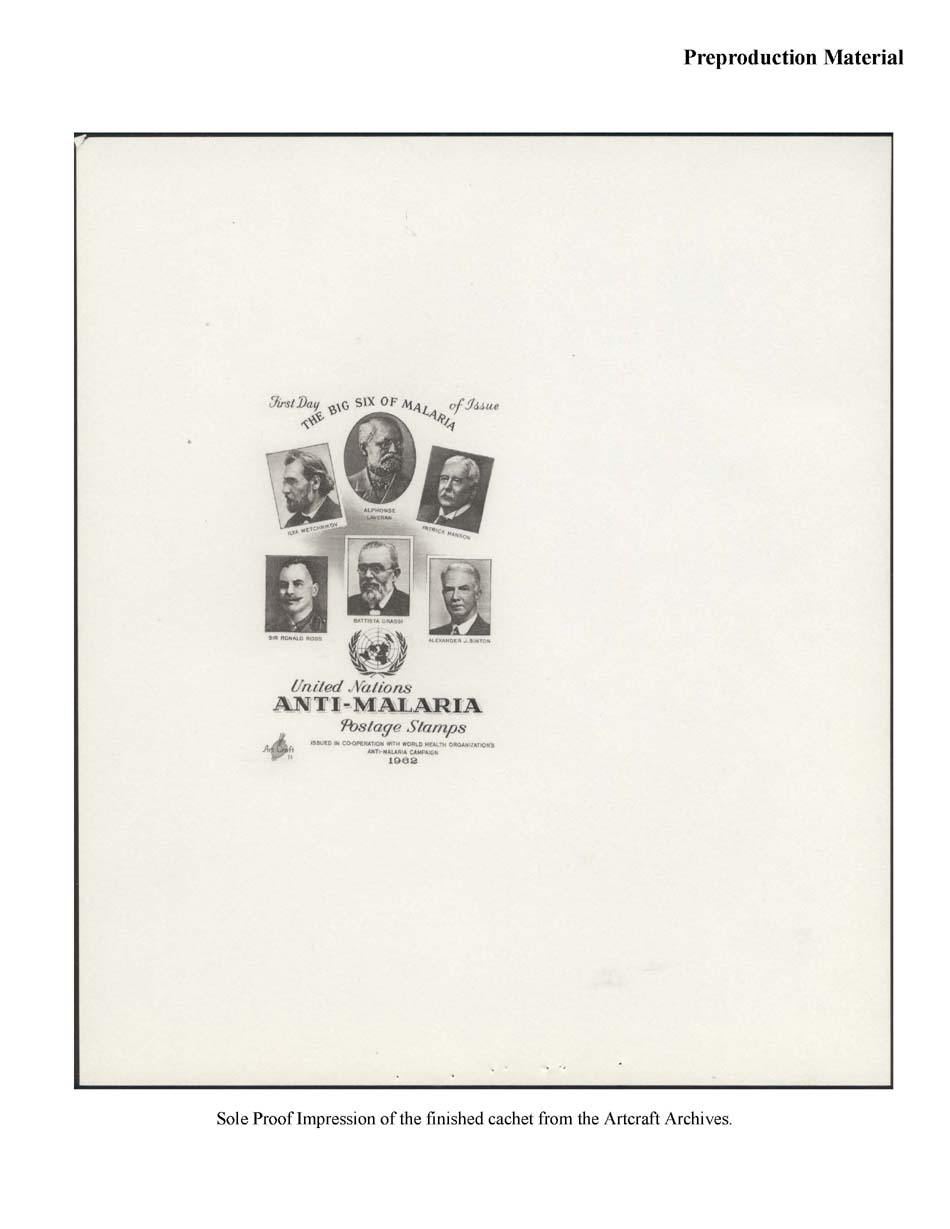 Preproduction Material
First Day of Issue
THE BIG SIX OF MALARIA
ALPHONSE
LAVERAN
ILYA METCHNIKOV
PATRICK MANSON
SIR RONALD ROSS
BATTISTA GRASSI
ALEXANDER J. SINTON
United Nations
ANTI-MALARIA
Postage Stamps
Art Craft
ISSUED IN CO-OPERATION WITH WORLD HEALTH ORGANIZATION'S
ANTI-MALARIA CAMPAIGN
1962
Sole Proof Impression of the finished cachet from the Artcraft Archives.